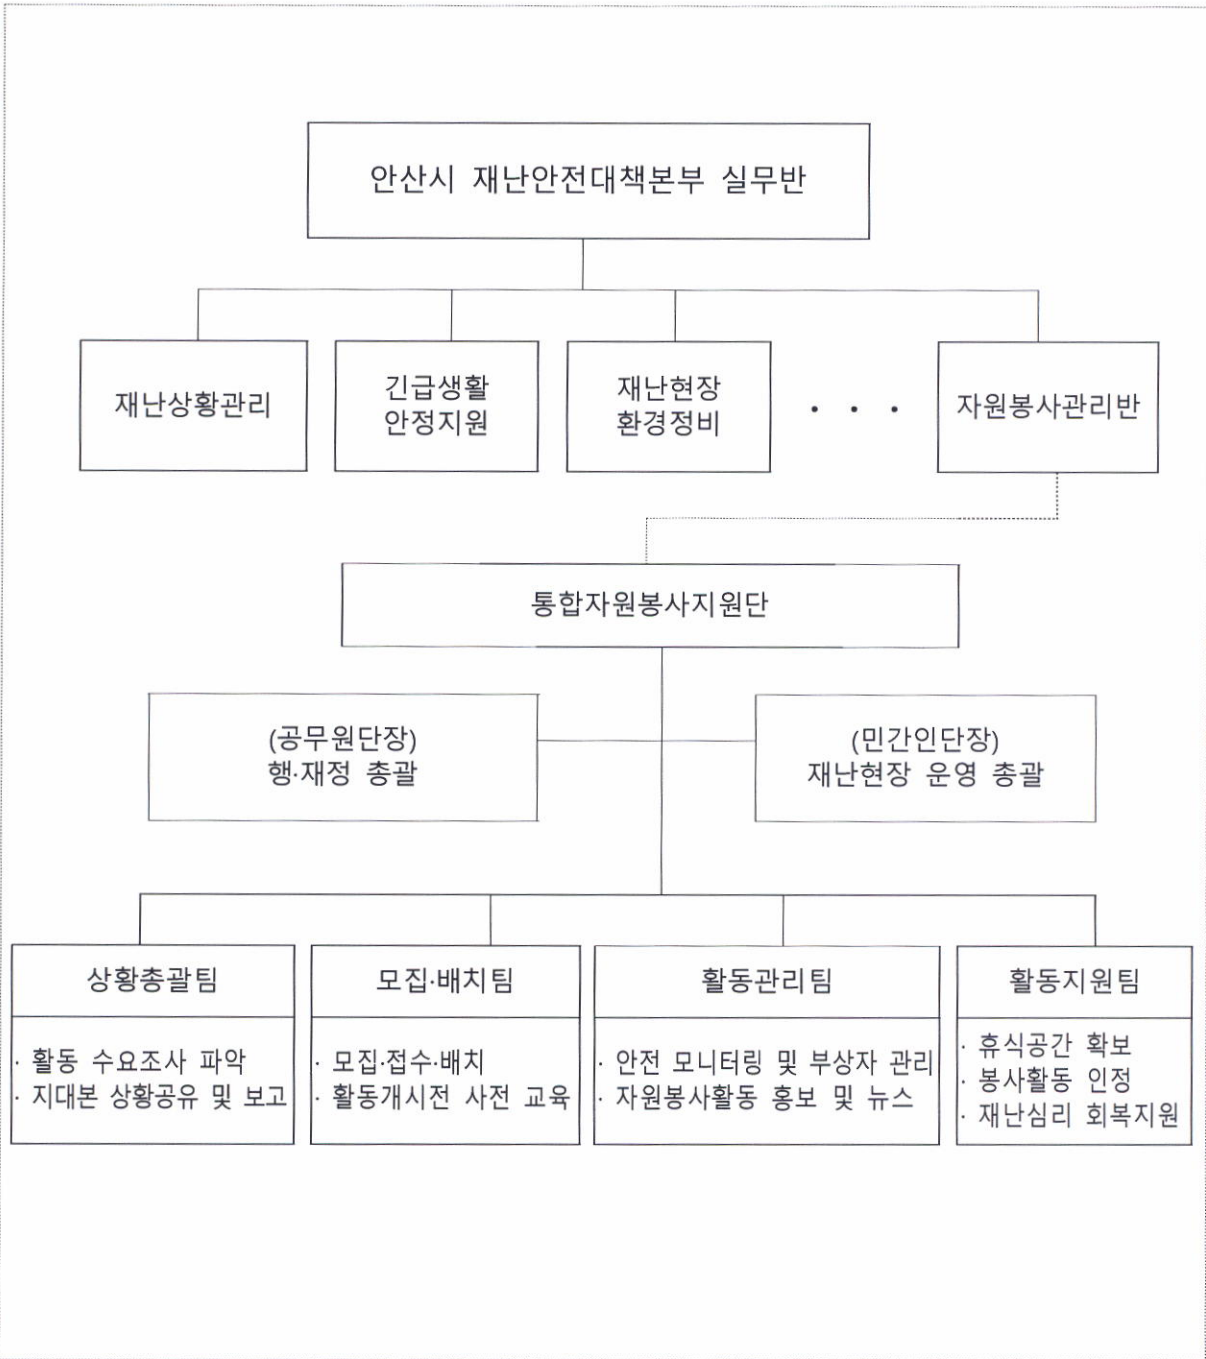 안산시 재난안전대책본부 실무반
재난상황관리
긴급생활
안정지원
재난현장
환경정비
• • •
자원봉사관리반
통합자원봉사지원단
(공무원단장)
행·재정 총괄
(민간인단장)
재난현장 운영 총괄
상황총괄팀
· 활동 수요조사 파악
· 지대본 상황공유 및 보고
모집·배치팀
· 모집·접수·배치
· 활동개시전 사전 교육
활동관리팀
· 안전 모니터링 및 부상자 관리
· 자원봉사활동 홍보 및 뉴스
활동지원팀
· 휴식공간 확보
· 봉사활동 인정
· 재난심리 회복지원